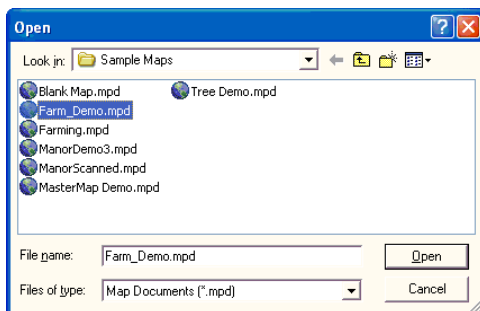 Open
Look in: Sample Maps
Blank Map.mpd Tree Demo.mpd
Farm_Demo.mpd
Farming.mpd
ManorDemo3.mpd
ManorScanned.mpd
MasterMap Demo.mpd
File name: Farm_Demo.mpd Open
Files of type: Map Documents (*.mpd) Cancel